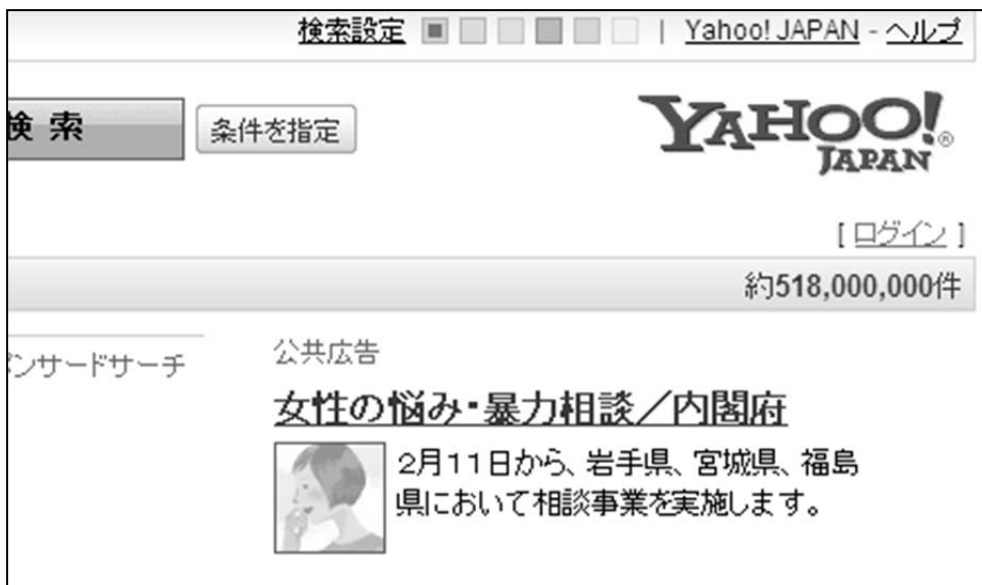 検索設定 | Yahoo! JAPAN - ヘルプ
検 索 条件を指定 YAHOO! JAPAN ®
[ ログイン ]
約518,000,000件
ンサードサーチ
公共広告
女性の悩み・暴力相談／内閣府
2月11日から、岩手県、宮城県、福島
県において相談事業を実施します。